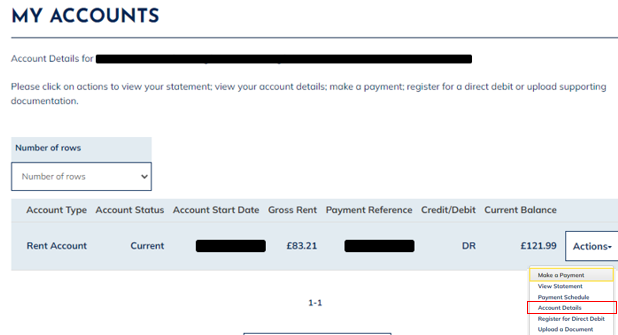 MY ACCOUNTS
Account Details for
Please click on actions to view your statement; view your account details; make a payment; register for a direct debit or upload supporting
documentation.
Number of rows
Number of rows
Account Type Account Status Account Start Date Gross Rent Payment Reference Credit/Debit Current Balance
Rent Account Current £83.21 DR £121.99 Actions
Make a Payment
View Statement
Payment Schedule
1-1
Account Details
Register for Direct Debit
Upload a Document